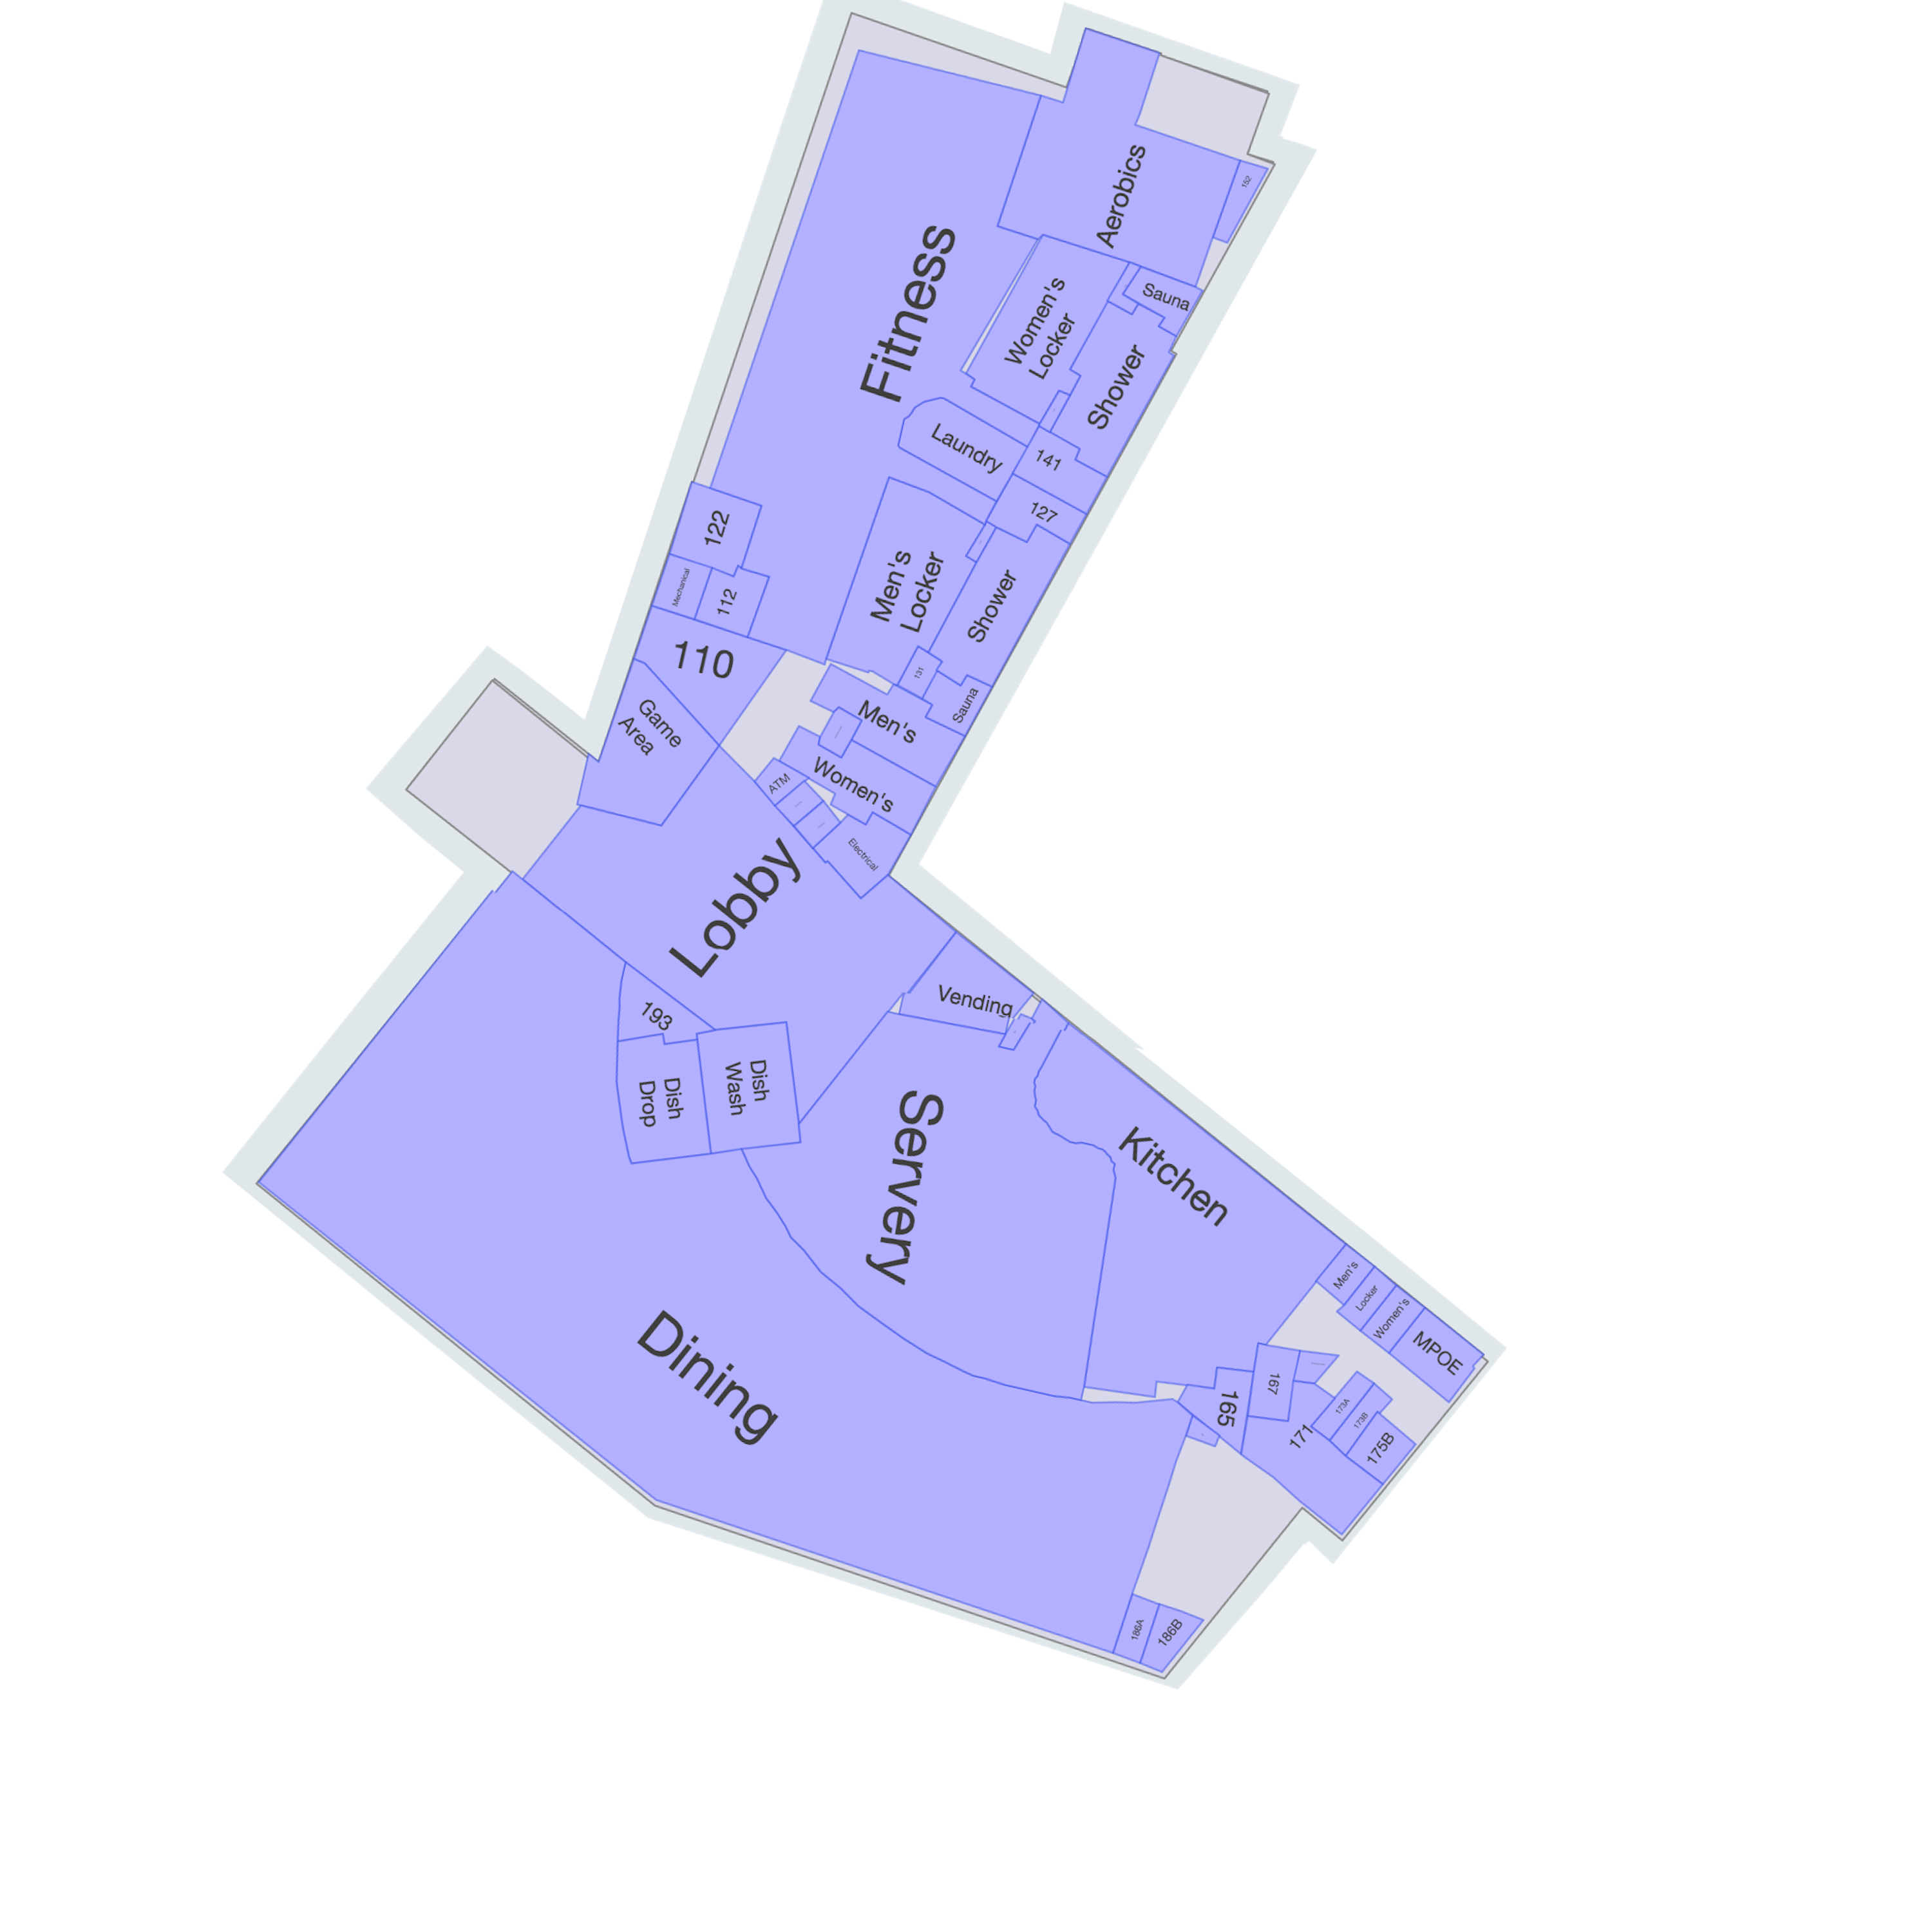 Aerobics
152
Fitness
Women's
Locker
Sauna
Shower
Laundry
141
127
122
Mechanical
112
Men's
Locker
Shower
131
Sauna
110
Game
Area
Men's
Women's
ATM
Electrical
Lobby
Vending
193
Dish
Drop
Dish
Wash
Servery
Kitchen
Dining
Men's
Locker
Women's
MPOE
167
165
171
173A
173B
175B
186A
186B